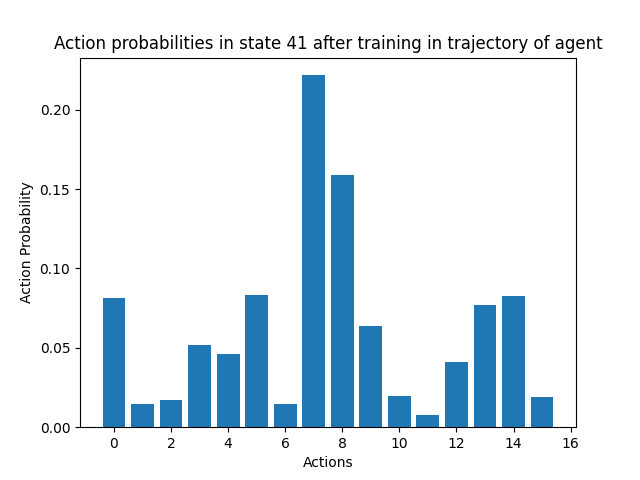 Action probabilities in state 41 after training in trajectory of agent
Action Probability
0.20
0.15
0.10
0.05
0.00
0 2 4 6 8 10 12 14 16
Actions